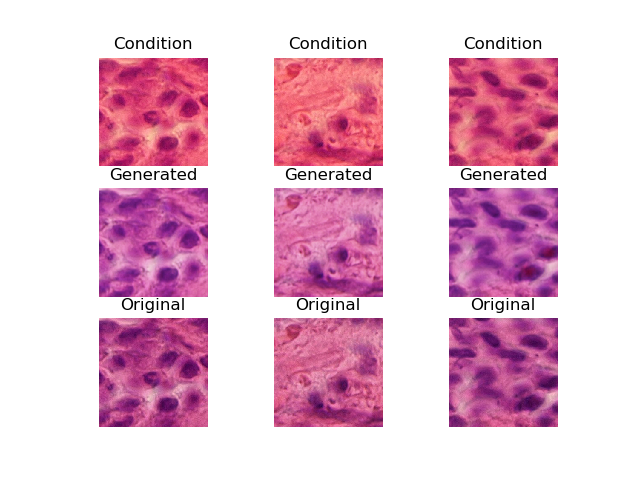 Condition Condition Condition
Generated Generated Generated
Original Original Original